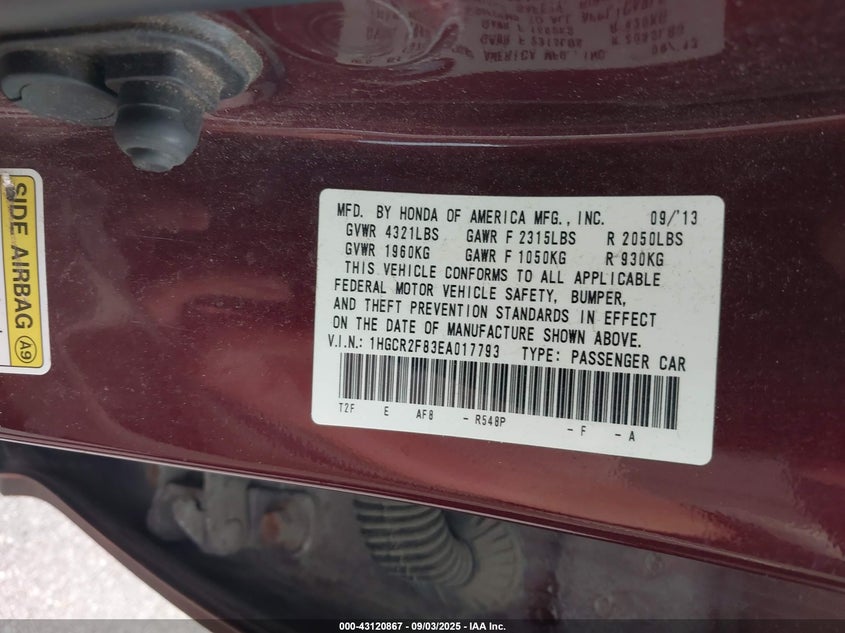 MFD. BY HONDA OF AMERICA MFG., INC. 09/'13
GVWR 4321LBS GAWR F 2315LBS R 2050LBS
GVWR 1960KG GAWR F 1050KG R 930KG
THIS VEHICLE CONFORMS TO ALL APPLICABLE
FEDERAL MOTOR VEHICLE SAFETY, BUMPER,
AND THEFT PREVENTION STANDARDS IN EFFECT
ON THE DATE OF MANUFACTURE SHOWN ABOVE.
V.I.N.: 1HGCR2F83EA017793 TYPE: PASSENGER CAR
T2F E AF8 - R548P - F - A
SIDE AIRBAG A9
000-43120867 - 09/03/2025 - IAA Inc.